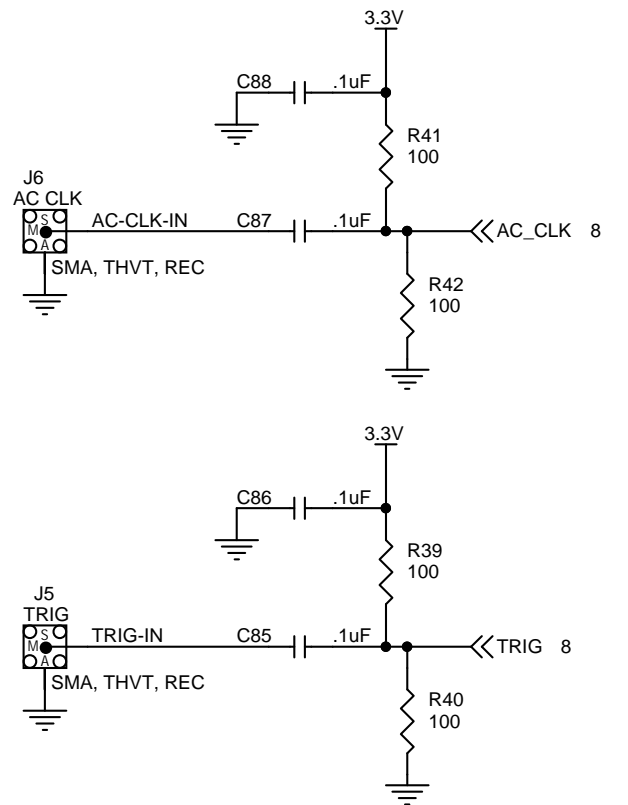 3.3V
C88 .1uF
R41
100
J6
AC CLK
S
M
A
AC-CLK-IN C87 .1uF AC_CLK 8
SMA, THVT, REC
R42
100
3.3V
C86 .1uF
R39
100
J5
TRIG
S
M
A
TRIG-IN C85 .1uF TRIG 8
SMA, THVT, REC
R40
100